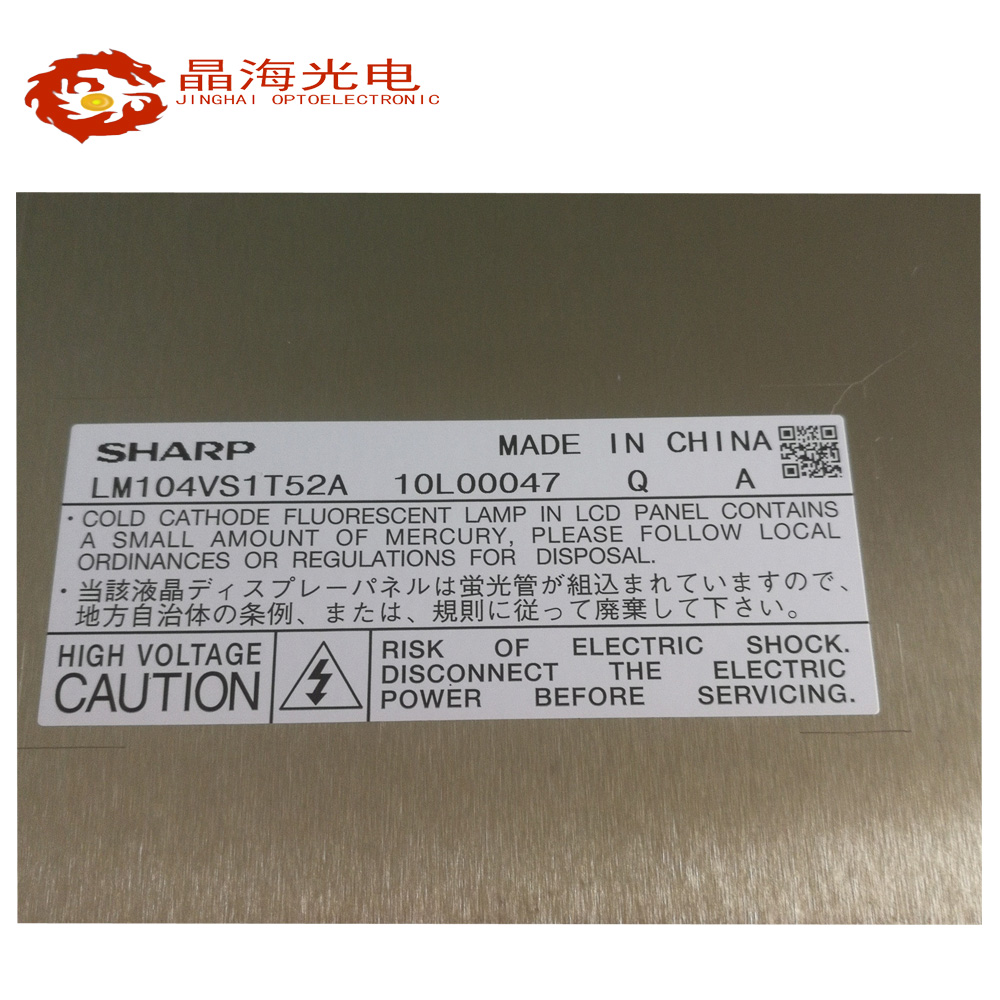 晶海光电
JINGHAI OPTOELECTRONIC
SHARP MADE IN CHINA
LM104VS1T52A 10L00047 Q A
・COLD CATHODE FLUORESCENT LAMP IN LCD PANEL CONTAINS
A SMALL AMOUNT OF MERCURY, PLEASE FOLLOW LOCAL
ORDINANCES OR REGULATIONS FOR DISPOSAL.
・当該液晶ディスプレーパネルは蛍光管が組込まれていますので、
地方自治体の条例、または、規則に従って廃棄して下さい。
HIGH VOLTAGE
CAUTION
RISK OF ELECTRIC SHOCK.
DISCONNECT THE ELECTRIC
POWER BEFORE SERVICING.